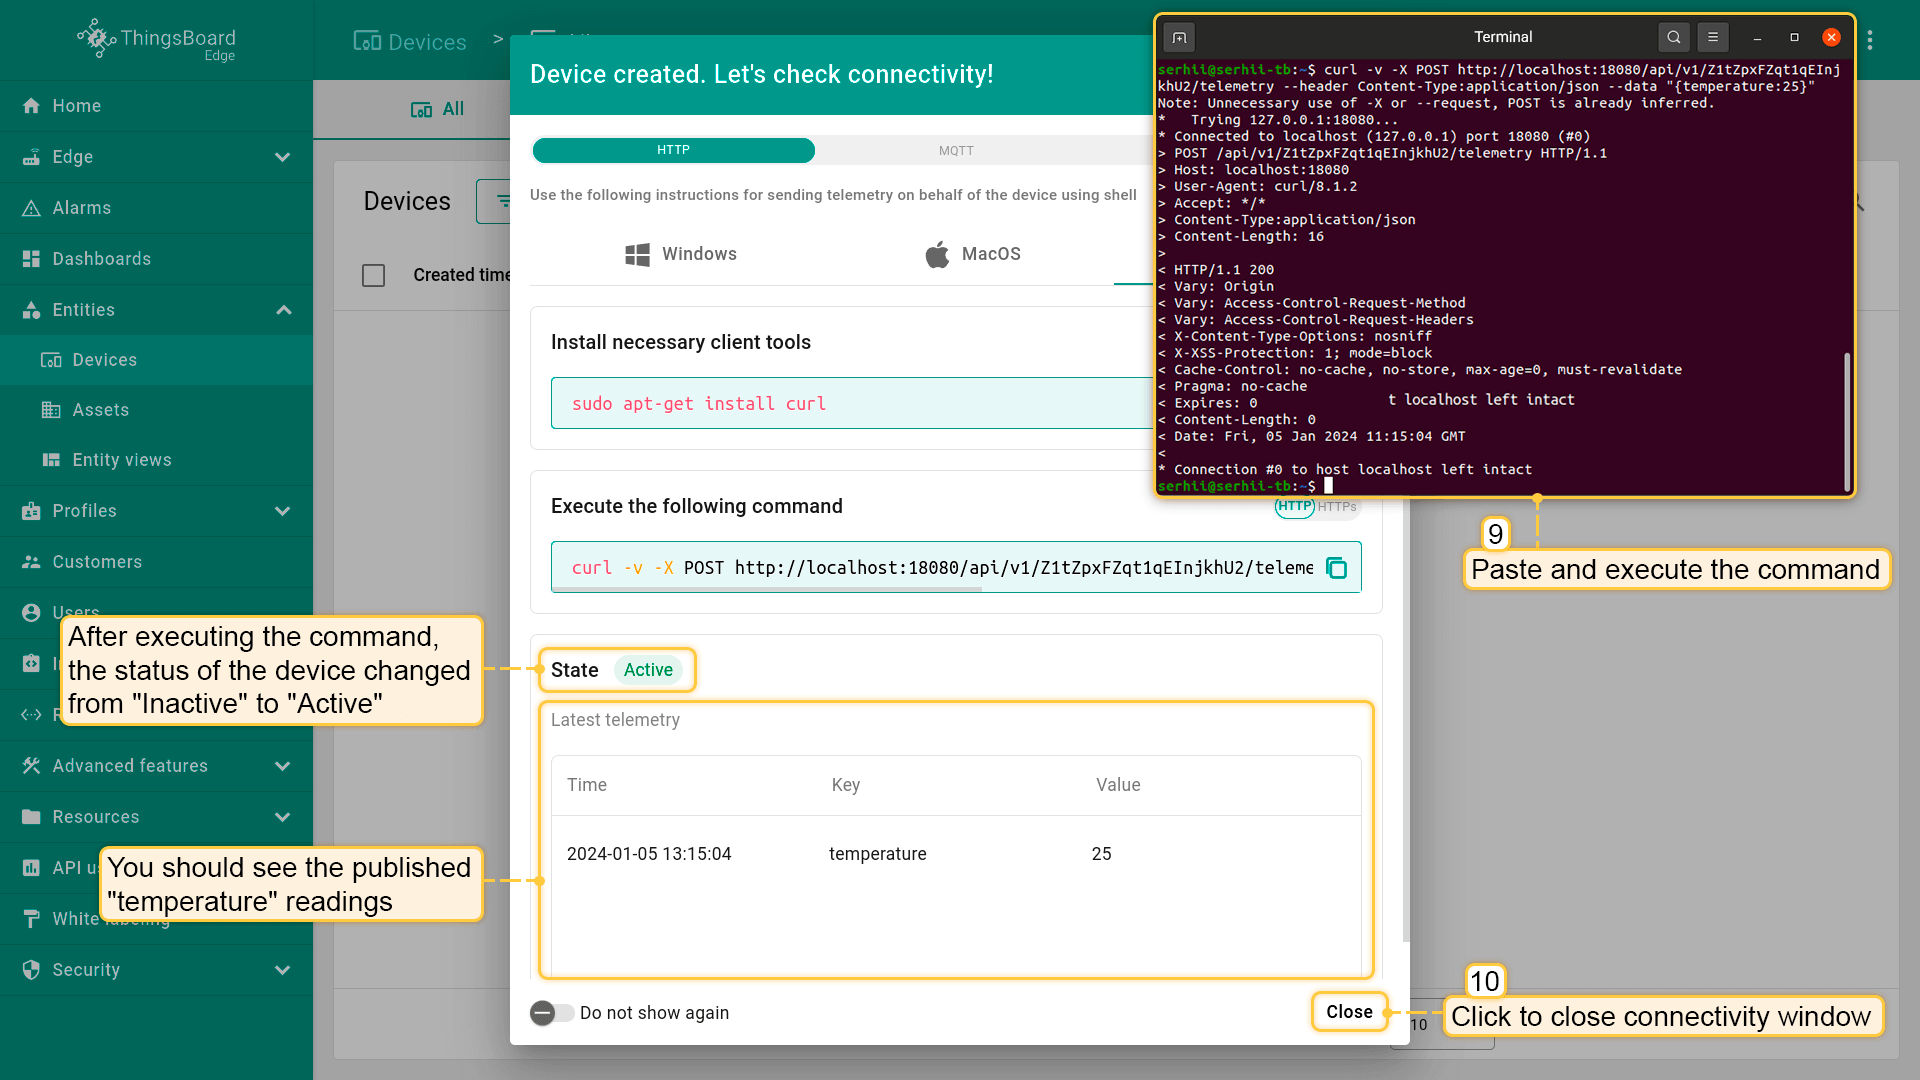 ThingsBoard
Edge
Home
Edge
Alarms
Dashboards
Entities
Devices
Assets
Entity views
Profiles
Customers
Users
Advanced features
Resources
API
White labeling
Security
Devices >
All
Devices
Created time
Device created. Let's check connectivity!
HTTP
MQTT
Use the following instructions for sending telemetry on behalf of the device using shell
Windows
MacOS
Install necessary client tools
sudo apt-get install curl
Execute the following command
HTTP
HTTPs
curl -v -X POST http://localhost:18080/api/v1/Z1tZpxFZqt1qEInjkhU2/teleme
State Active
Latest telemetry
Time Key Value
2024-01-05 13:15:04 temperature 25
Do not show again
Close
10
Terminal
serhii@serhii-tb:~$ curl -v -X POST http://localhost:18080/api/v1/Z1tZpxFZqt1qEInj
khU2/telemetry --header Content-Type:application/json --data "{temperature:25}"
Note: Unnecessary use of -X or --request, POST is already inferred.
*   Trying 127.0.0.1:18080...
* Connected to localhost (127.0.0.1) port 18080 (#0)
> POST /api/v1/Z1tZpxFZqt1qEInjkhU2/telemetry HTTP/1.1
> Host: localhost:18080
> User-Agent: curl/8.1.2
> Accept: */*
> Content-Type:application/json
> Content-Length: 16
>
< HTTP/1.1 200
< Vary: Origin
< Vary: Access-Control-Request-Method
< Vary: Access-Control-Request-Headers
< X-Content-Type-Options: nosniff
< X-XSS-Protection: 1; mode=block
< Cache-Control: no-cache, no-store, max-age=0, must-revalidate
< Pragma: no-cache
t localhost left intact
< Expires: 0
< Content-Length: 0
< Date: Fri, 05 Jan 2024 11:15:04 GMT
<
* Connection #0 to host localhost left intact
serhii@serhii-tb:~$
9
Paste and execute the command
After executing the command,
the status of the device changed
from "Inactive" to "Active"
You should see the published
"temperature" readings
10
Click to close connectivity window